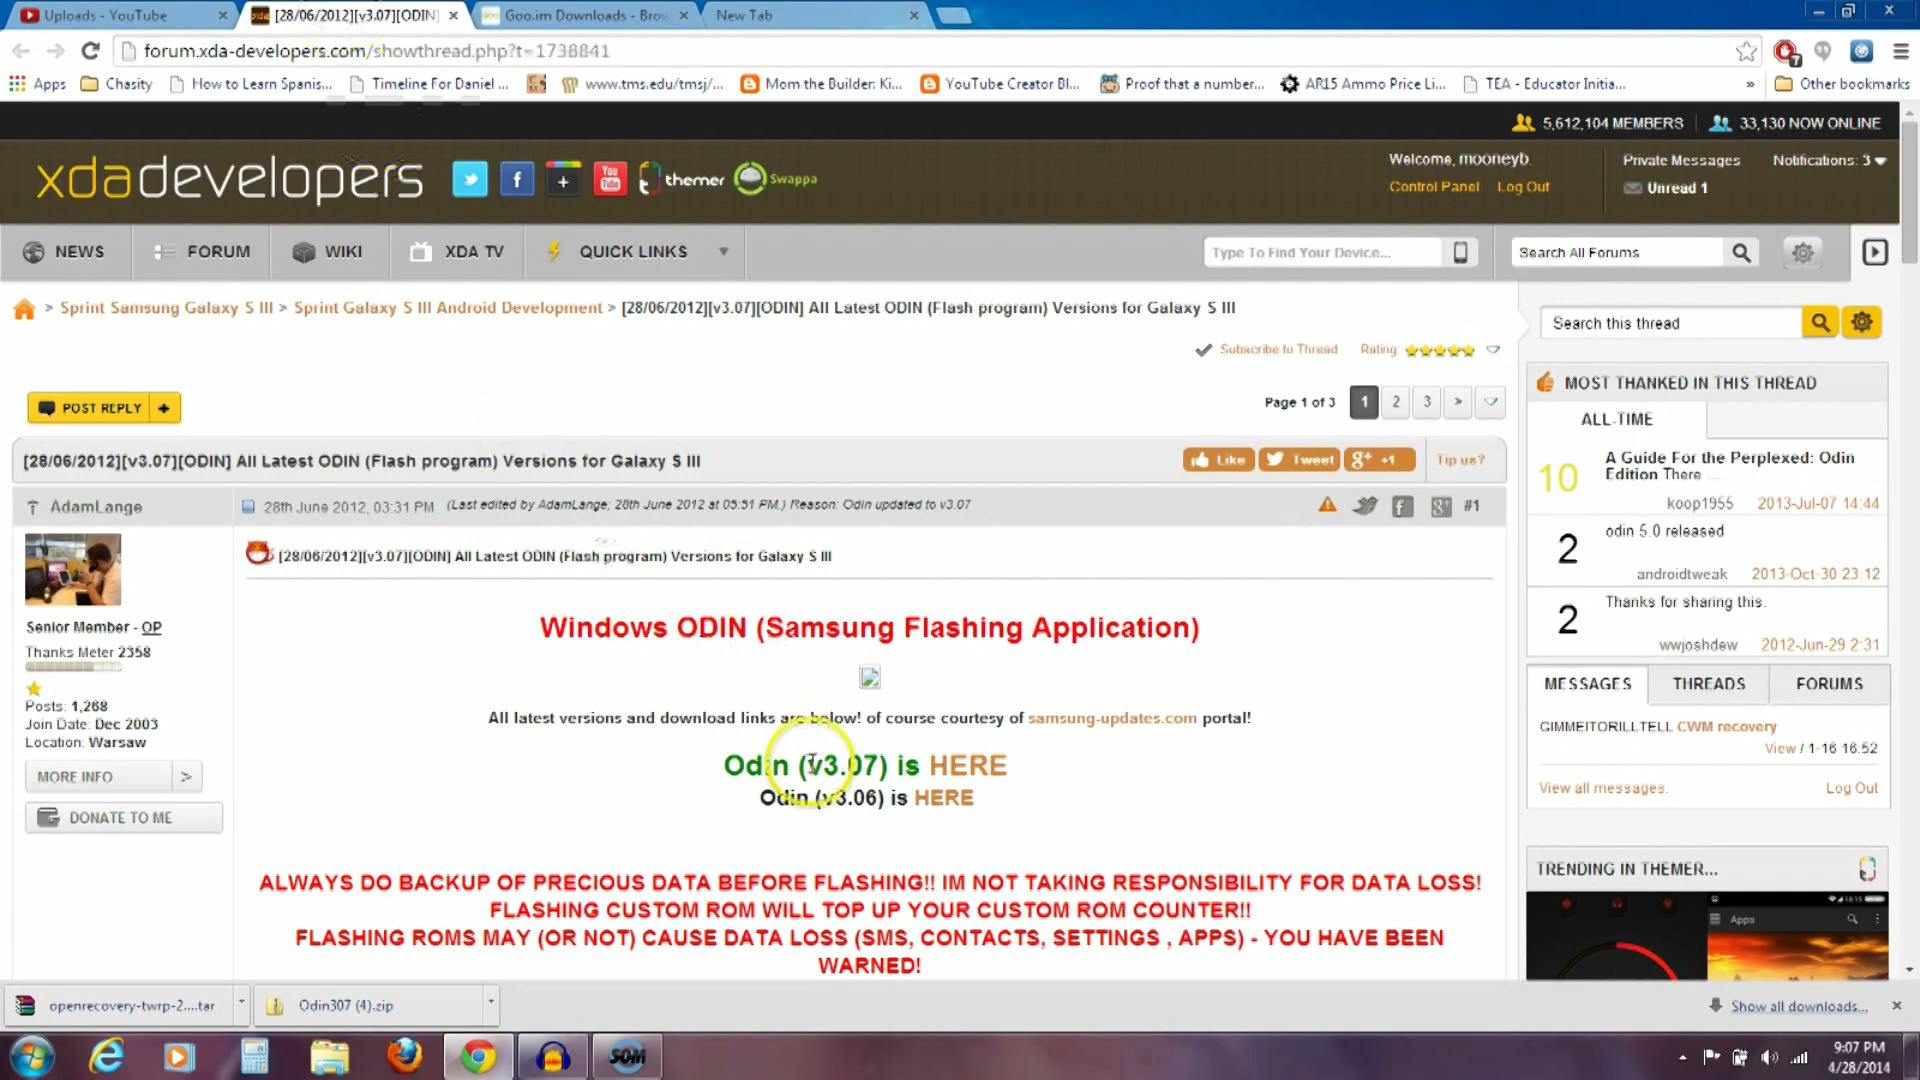 Uploads - YouTube
[28/06/2012][v3.07][ODIN]
Goo.im Downloads - Brow
New Tab
forum.xda-developers.com/showthread.php?t=1738841
7
Apps
Chasity
How to Learn Spanis...
Timeline For Daniel ...
www.tms.edu/tmsj/...
Mom the Builder: Ki...
YouTube Creator Bl...
Proof that a number...
AR15 Ammo Price Li...
TEA - Educator Initia...
»
Other bookmarks
5,612,104 MEMBERS
33,130 NOW ONLINE
xdadevelopers
You Tube
themer
Swappa
Welcome, mooneyb.
Control Panel Log Out
Private Messages
Unread 1
Notifications: 3
NEWS
FORUM
WIKI
XDA TV
QUICK LINKS
Type To Find Your Device...
Search All Forums
> Sprint Samsung Galaxy S III > Sprint Galaxy S III Android Development > [28/06/2012][v3.07][ODIN] All Latest ODIN (Flash program) Versions for Galaxy S III
Search this thread
Subscribe to Thread
Rating:
POST REPLY +
Page 1 of 3
1 2 3 >
MOST THANKED IN THIS THREAD
ALL-TIME
10
A Guide For the Perplexed: Odin Edition There ...
koop1955 2013-Jul-07 14:44
2
odin 5.0 released
androidtweak 2013-Oct-30 23:12
2
Thanks for sharing this.
wwjoshdew 2012-Jun-29 2:31
[28/06/2012][v3.07][ODIN] All Latest ODIN (Flash program) Versions for Galaxy S III
Like
Tweet
g+ +1
Tip us?
AdamLange
28th June 2012, 03:31 PM
(Last edited by AdamLange; 28th June 2012 at 05:51 PM.) Reason: Odin updated to v3.07
#1
[28/06/2012][v3.07][ODIN] All Latest ODIN (Flash program) Versions for Galaxy S III
Senior Member - OP
Thanks Meter 2358
Posts: 1,268
Join Date: Dec 2003
Location: Warsaw
MORE INFO >
DONATE TO ME
Windows ODIN (Samsung Flashing Application)
All latest versions and download links are below! of course courtesy of samsung-updates.com portal!
Odin (v3.07) is HERE
Odin (v3.06) is HERE
ALWAYS DO BACKUP OF PRECIOUS DATA BEFORE FLASHING!! IM NOT TAKING RESPONSIBILITY FOR DATA LOSS!
FLASHING CUSTOM ROM WILL TOP UP YOUR CUSTOM ROM COUNTER!!
FLASHING ROMS MAY (OR NOT) CAUSE DATA LOSS (SMS, CONTACTS, SETTINGS , APPS) - YOU HAVE BEEN
WARNED!
MESSAGES
THREADS
FORUMS
GIMMEITORILLTELL CWM recovery
View / 1-16 16:52
View all messages.
Log Out
TRENDING IN THEMER...
Apps
openrecovery-twrp-2....tar
Odin307 (4).zip
Show all downloads...
SOM
9:07 PM
4/28/2014